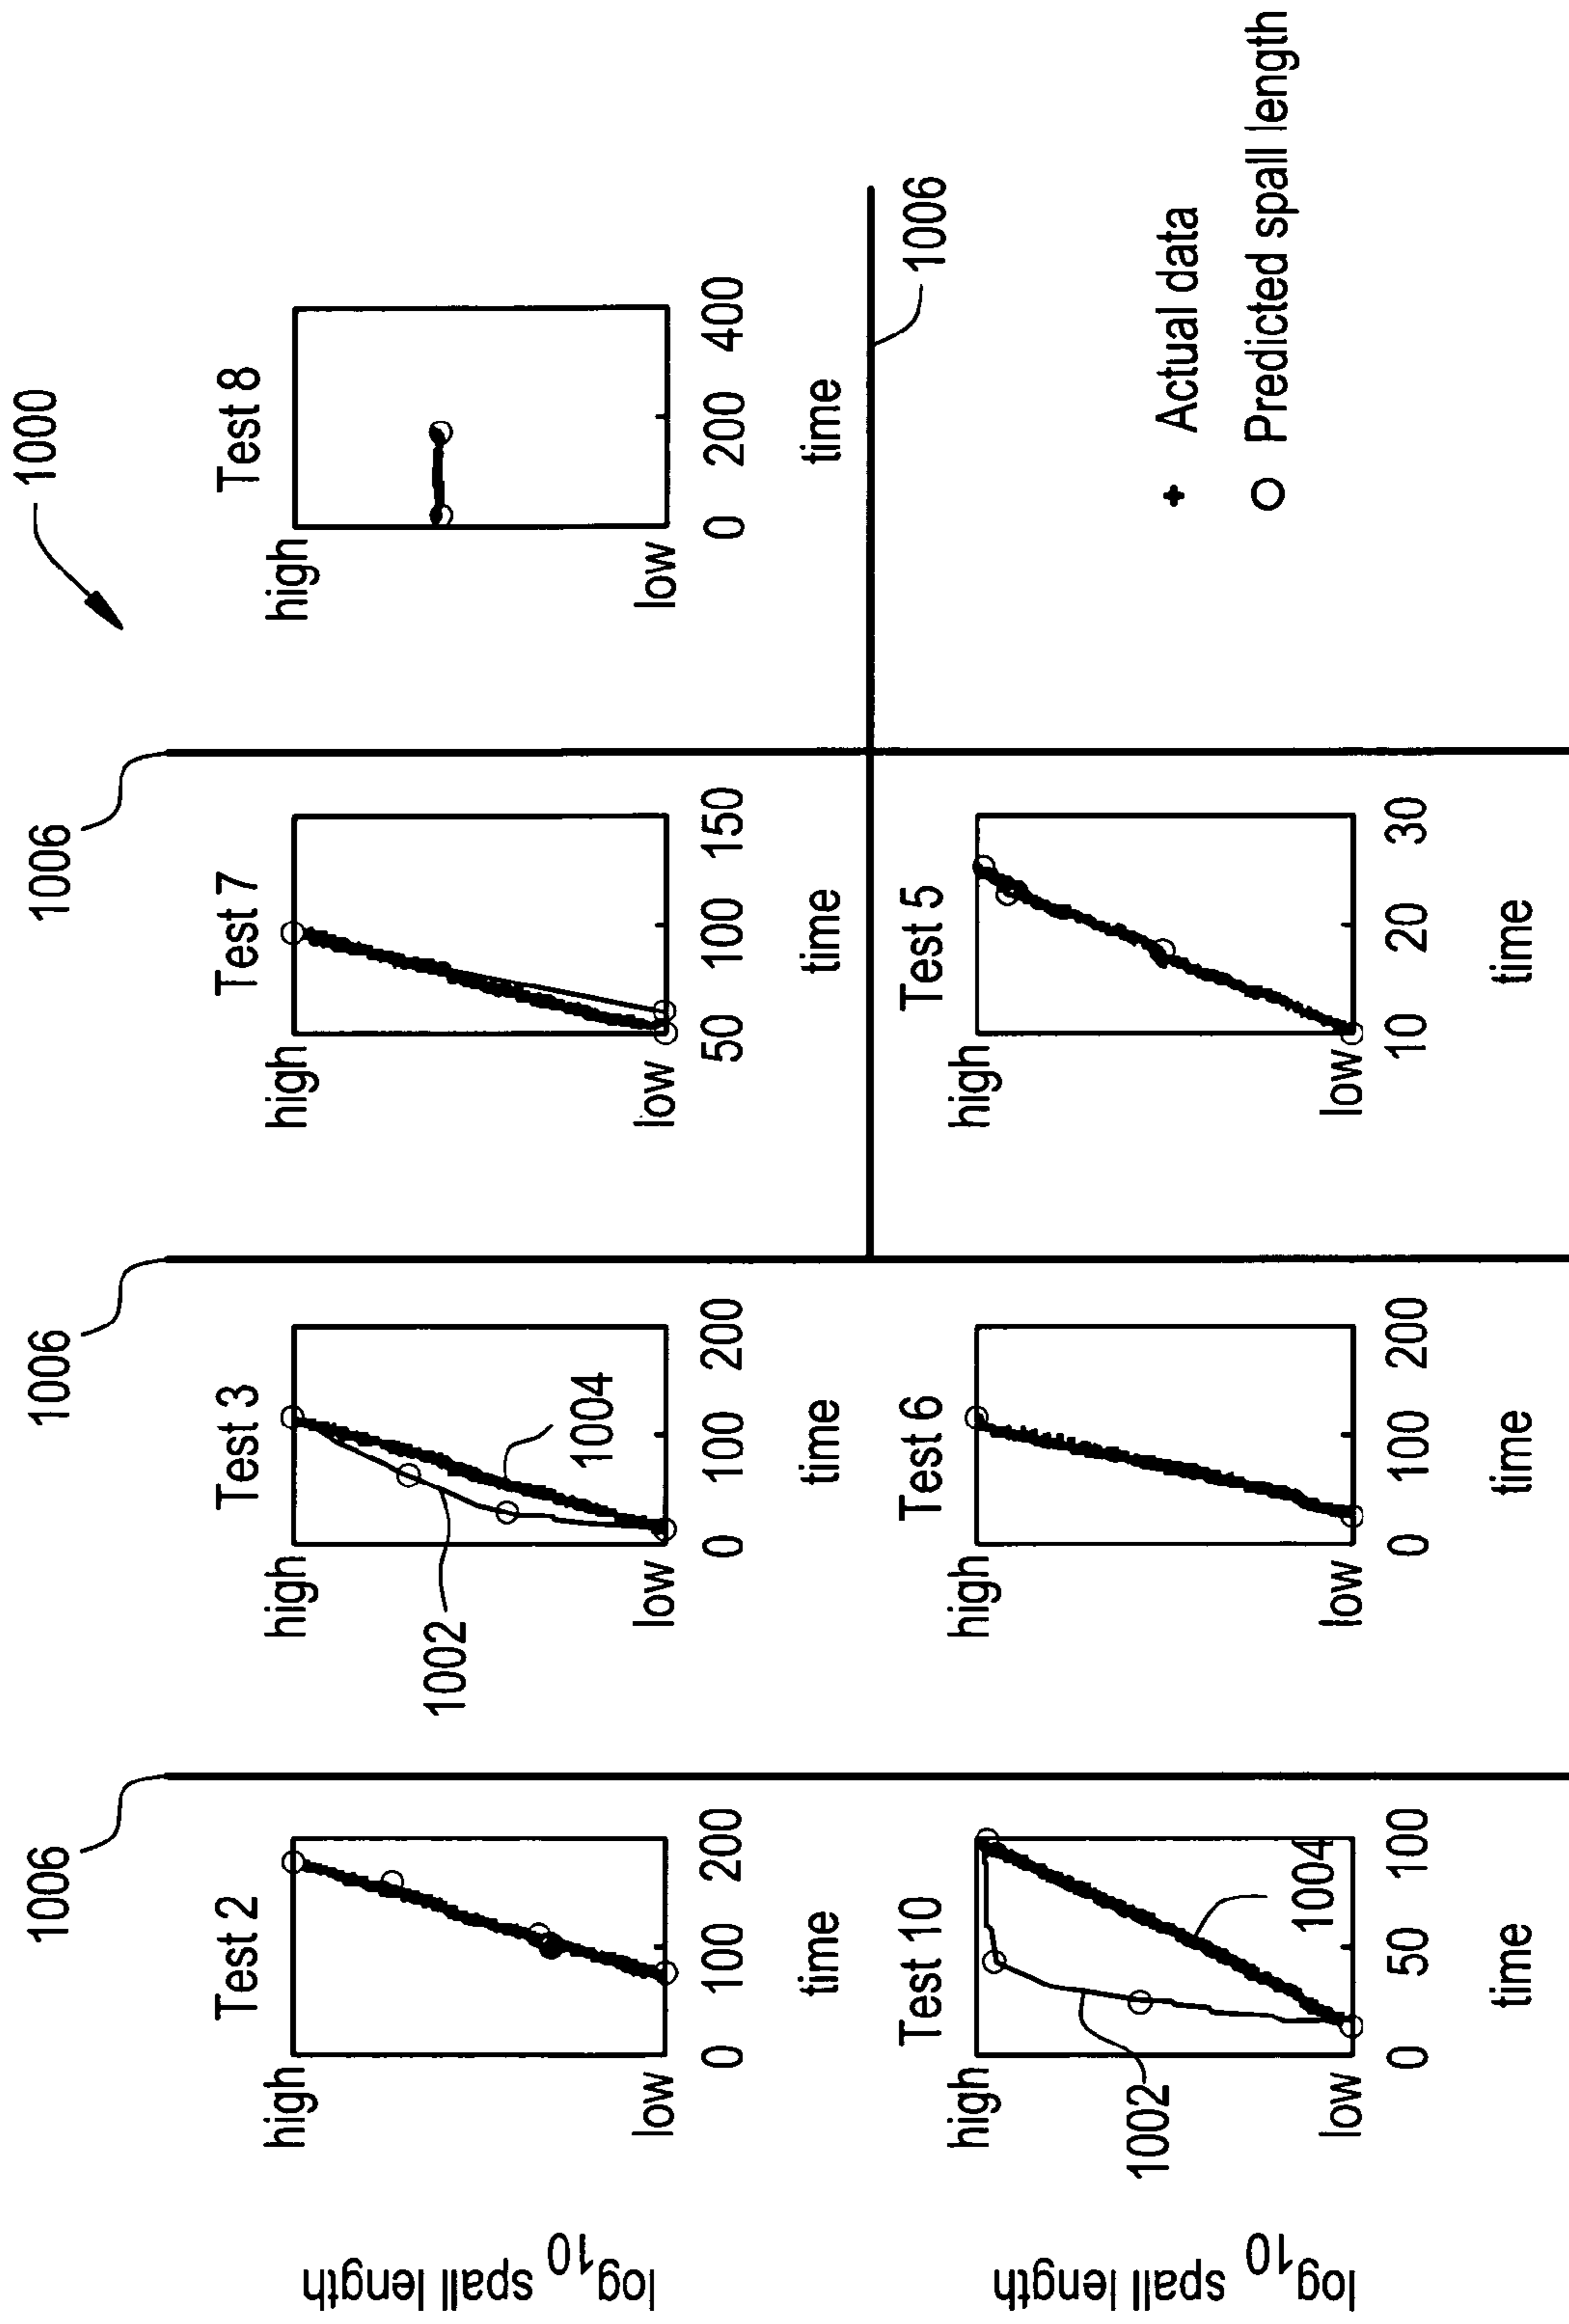 1000
1006
1006
1006
Test 2
Test 3
Test 7
Test 8
high
high
high
high
log10
spall length
1002
1004
low
low
low
low
0 100 200
0 100 200
50 100 150
0 200 400
time
time
time
time
1006
Test 10
Test 6
Test 5
high
high
high
log10
spall length
1002
1004
low
low
low
0 50 100
0 100 200
10 20 30
time
time
time
+ Actual data
O Predicted spall length